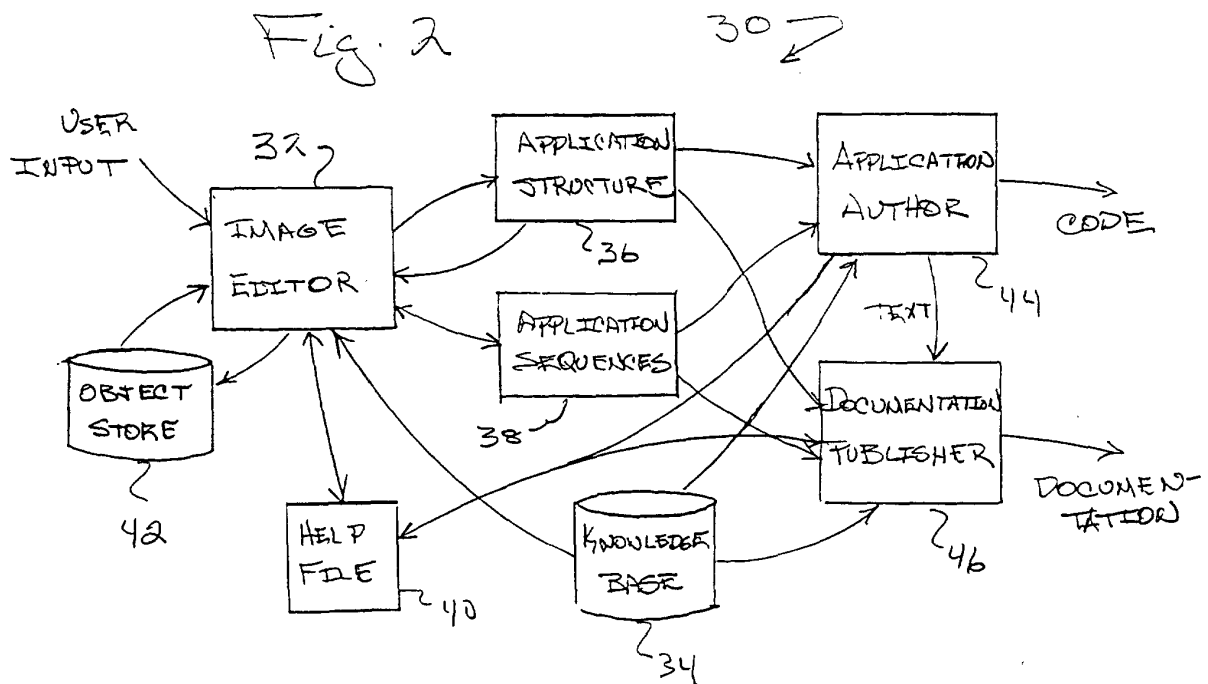 Fig. 2
30
USER
INPUT
32
IMAGE
EDITOR
APPLICATION
STRUCTURE
36
APPLICATION
AUTHOR
44
CODE
APPLICATION
SEQUENCES
38
TEXT
OBJECT
STORE
42
HELP
FILE
40
KNOWLEDGE
BASE
34
DOCUMENTATION
PUBLISHER
46
DOCUMEN-
TATION